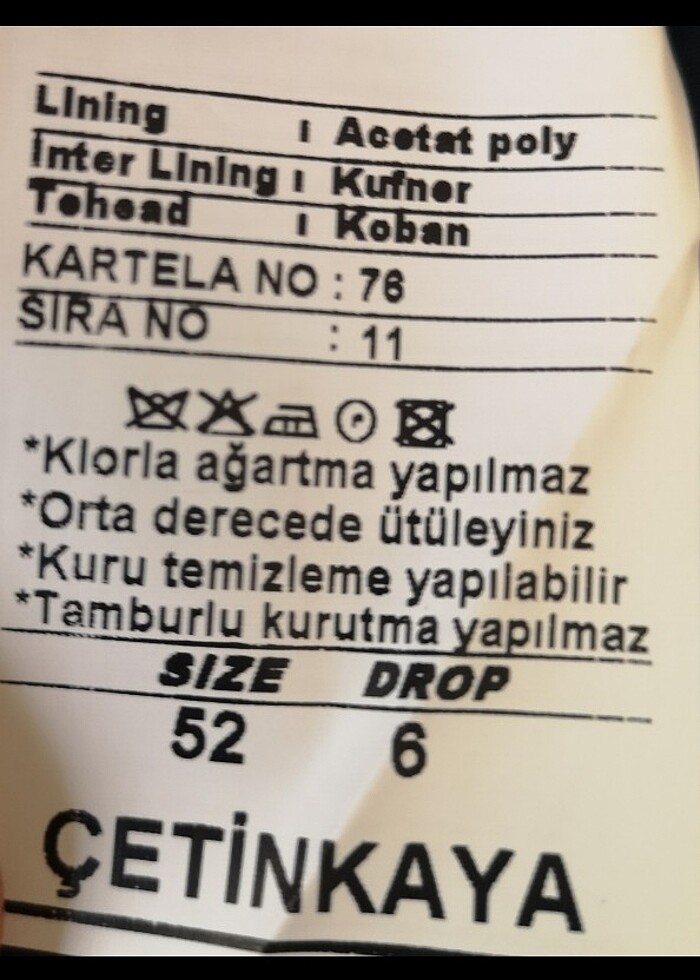 Lining : Acetat poly
Inter Lining : Kufner
Tehead : Koban
KARTELA NO : 76
SIRA NO : 11
*Klorla ağartma yapılmaz
*Orta derecede ütüleyiniz
*Kuru temizleme yapılabilir
*Tamburlu kurutma yapılmaz
SIZE DROP
52 6
ÇETİNKAYA